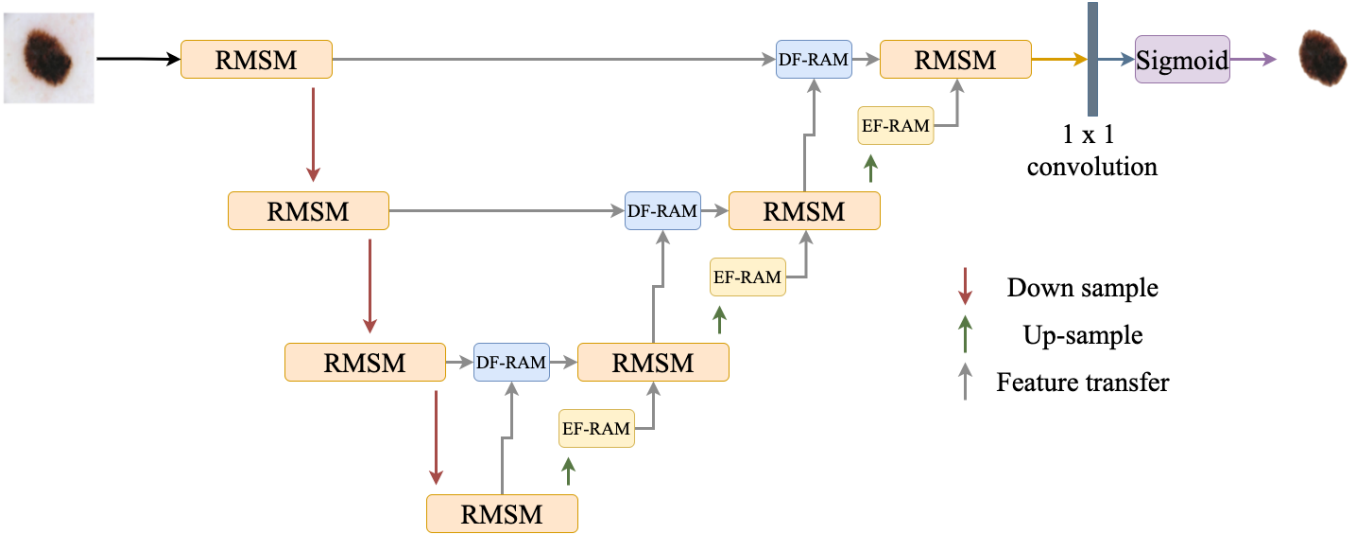 RMSM
DF-RAM
RMSM
Sigmoid
EF-RAM
1 x 1
convolution
RMSM
DF-RAM
RMSM
EF-RAM
Down sample
Up-sample
Feature transfer
RMSM
DF-RAM
RMSM
EF-RAM
RMSM